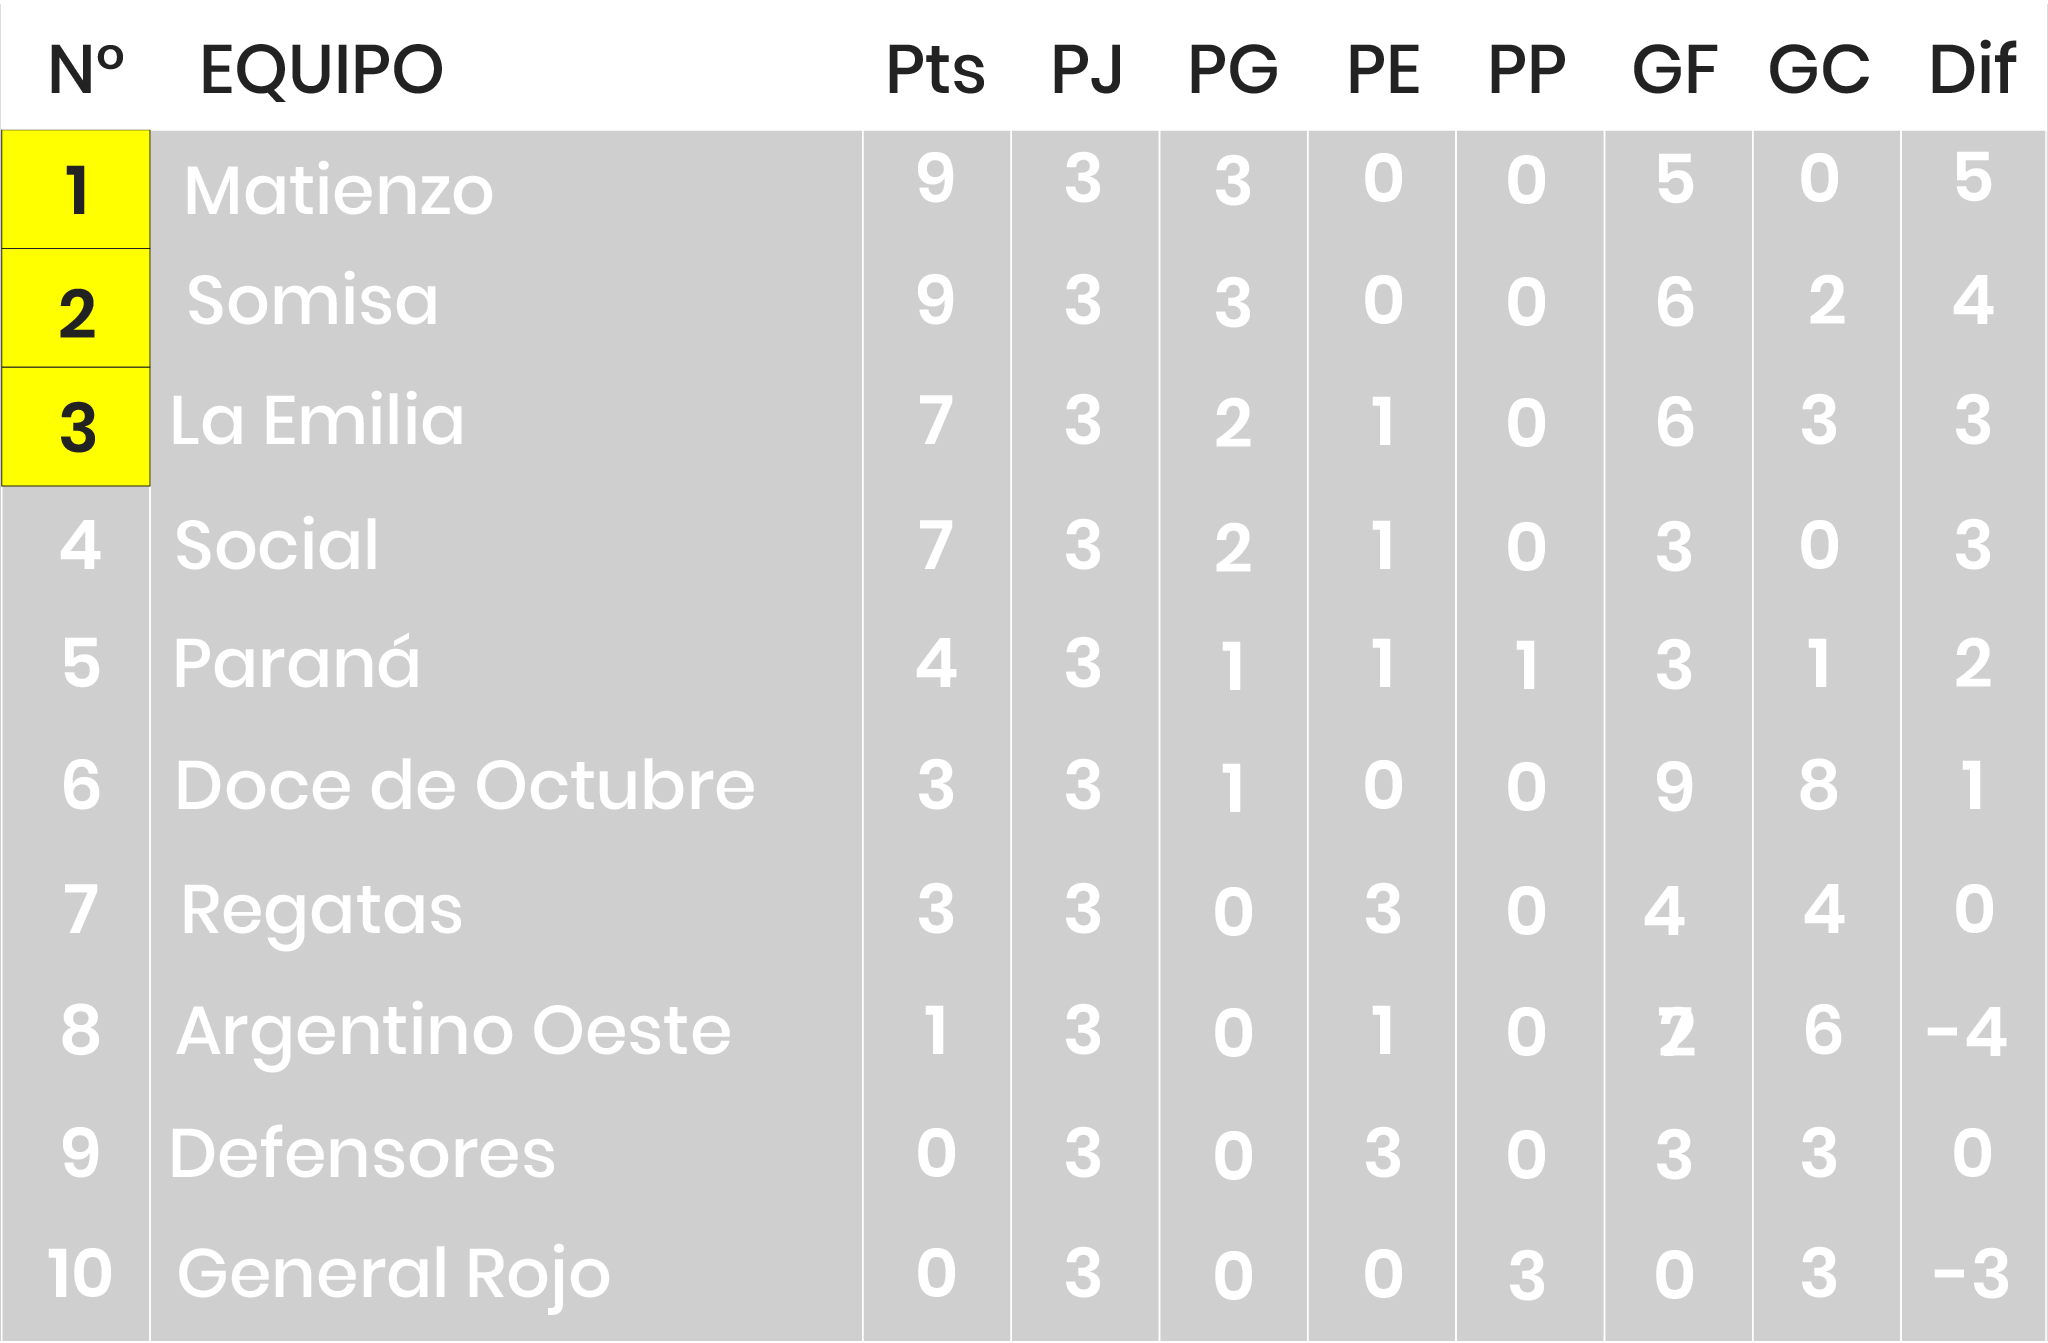 Nº EQUIPO Pts PJ PG PE PP GF GC Dif
1 Matienzo 9 3 3 0 0 5 0 5
2 Somisa 9 3 3 0 0 6 2 4
3 La Emilia 7 3 2 1 0 6 3 3
4 Social 7 3 2 1 0 3 0 3
5 Paraná 4 3 1 1 1 3 1 2
6 Doce de Octubre 3 3 1 0 0 9 8 1
7 Regatas 3 3 0 3 0 4 4 0
8 Argentino Oeste 1 3 0 1 0 6 -4
9 Defensores 0 3 0 3 0 3 3 0
10 General Rojo 0 3 0 0 3 0 3 -3